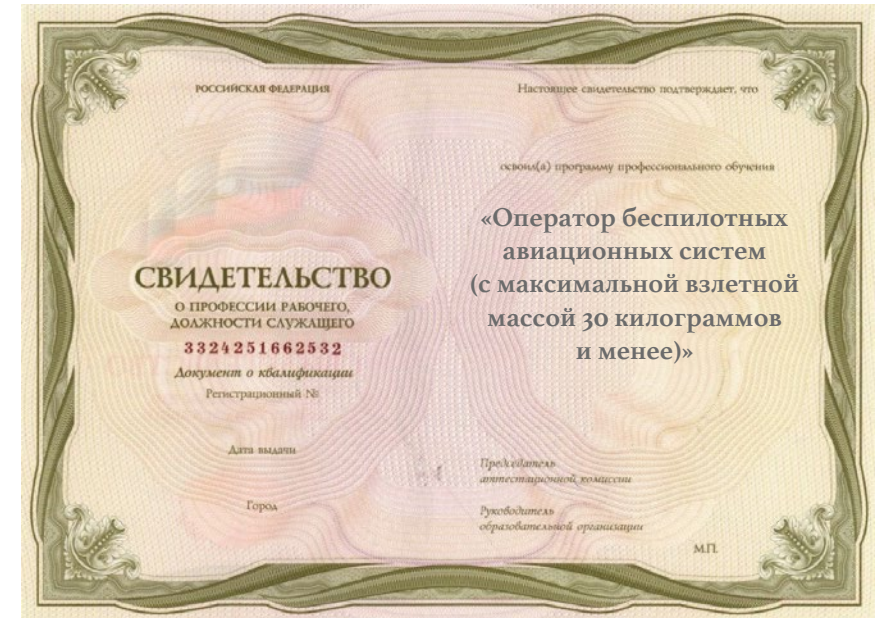 РОССИЙСКАЯ ФЕДЕРАЦИЯ
СВИДЕТЕЛЬСТВО
О ПРОФЕССИИ РАБОЧЕГО,
ДОЛЖНОСТИ СЛУЖАЩЕГО
3324251662532
Документ о квалификации
Регистрационный №
Дата выдачи
Город
Настоящее свидетельство подтверждает, что
освоил(а) программу профессионального обучения
«Оператор беспилотных
авиационных систем
(с максимальной взлетной
массой 30 килограммов
и менее)»
Председатель
аттестационной комиссии
Руководитель
образовательной организации
М.П.